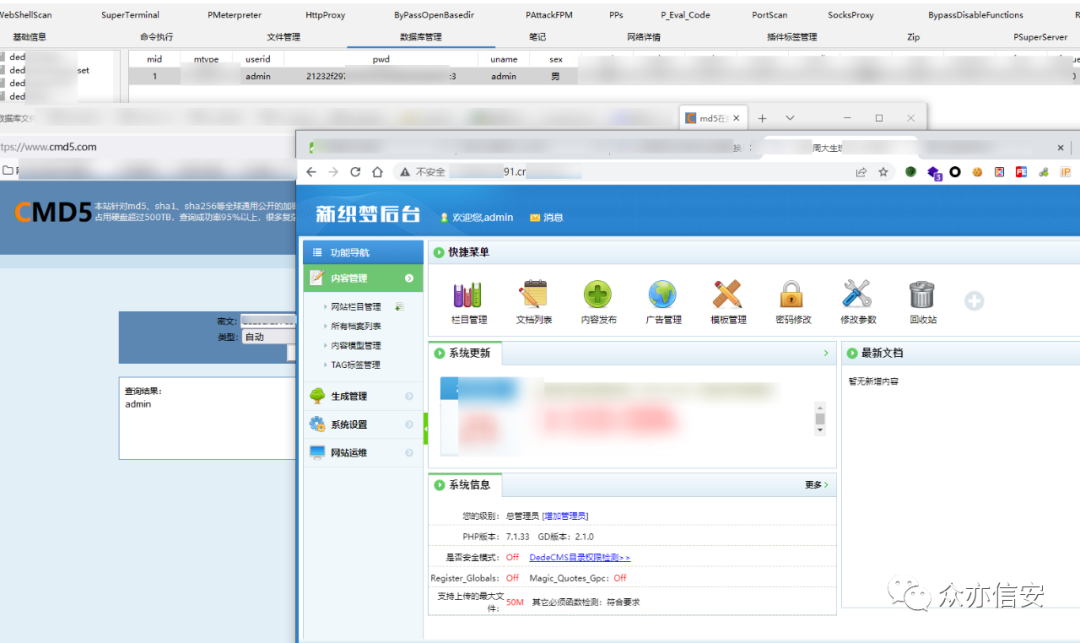 WebShellScan SuperTerminal PMeterpreter HttpProxy ByPassOpenBasedir PAttackFPM PPs P_Eval_Code PortScan SocksProxy BypassDisableFunctions
基础信息 命令执行 文件管理 数据库管理 笔记 网络详情 插件标签管理 Zip PSuperServer
ded
ded set
ded
ded
mid mtype userid pwd uname sex
1 admin 21232f297 :3 admin 男
数据库文
md5在
tps://www.cmd5.com
CMD5
本站针对md5、sha1、sha256等全球通用公开的加
占用硬盘超过500TB，查询成功率95%以上，很多复
密文:
类型: 自动
查询结果:
admin
周大生
不安全 91.cr
新织梦后台 欢迎您,admin 消息
功能导航
内容管理
网站栏目管理
所有档案列表
内容模型管理
TAG标签管理
生成管理
系统设置
网站运维
快捷菜单
栏目管理 文档列表 内容发布 广告管理 模板管理 密码修改 修改参数 回收站
系统更新
最新文档
暂无新增内容
系统信息 更多
您的级别: 总管理员 [增加管理员]
PHP版本: 7.1.33 GD版本: 2.1.0
是否安全模式: Off DedeCMS目录权限检测>>
Register_Globals: Off Magic_Quotes_Gpc: Off
支持上传的最大文
件: 50M 其它必须函数检测: 符合要求
众亦信安